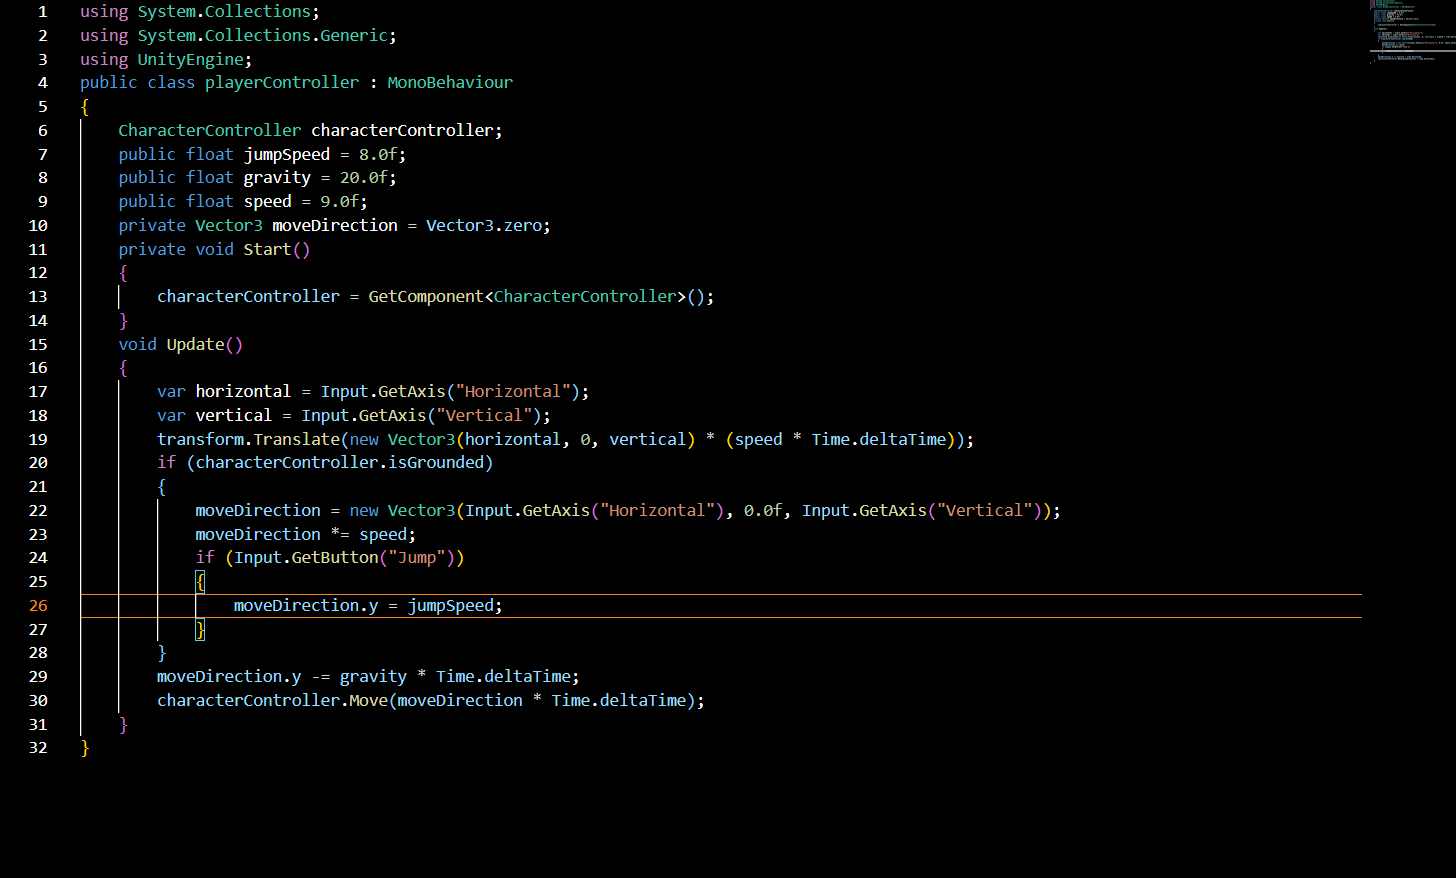 1 using System.Collections;
2 using System.Collections.Generic;
3 using UnityEngine;
4 public class playerController : MonoBehaviour
5 {
6     CharacterController characterController;
7     public float jumpSpeed = 8.0f;
8     public float gravity = 20.0f;
9     public float speed = 9.0f;
10     private Vector3 moveDirection = Vector3.zero;
11     private void Start()
12     {
13         characterController = GetComponent<CharacterController>();
14     }
15     void Update()
16     {
17         var horizontal = Input.GetAxis("Horizontal");
18         var vertical = Input.GetAxis("Vertical");
19         transform.Translate(new Vector3(horizontal, 0, vertical) * (speed * Time.deltaTime));
20         if (characterController.isGrounded)
21         {
22             moveDirection = new Vector3(Input.GetAxis("Horizontal"), 0.0f, Input.GetAxis("Vertical"));
23             moveDirection *= speed;
24             if (Input.GetButton("Jump"))
25             {
26                 moveDirection.y = jumpSpeed;
27             }
28         }
29         moveDirection.y -= gravity * Time.deltaTime;
30         characterController.Move(moveDirection * Time.deltaTime);
31     }
32 }